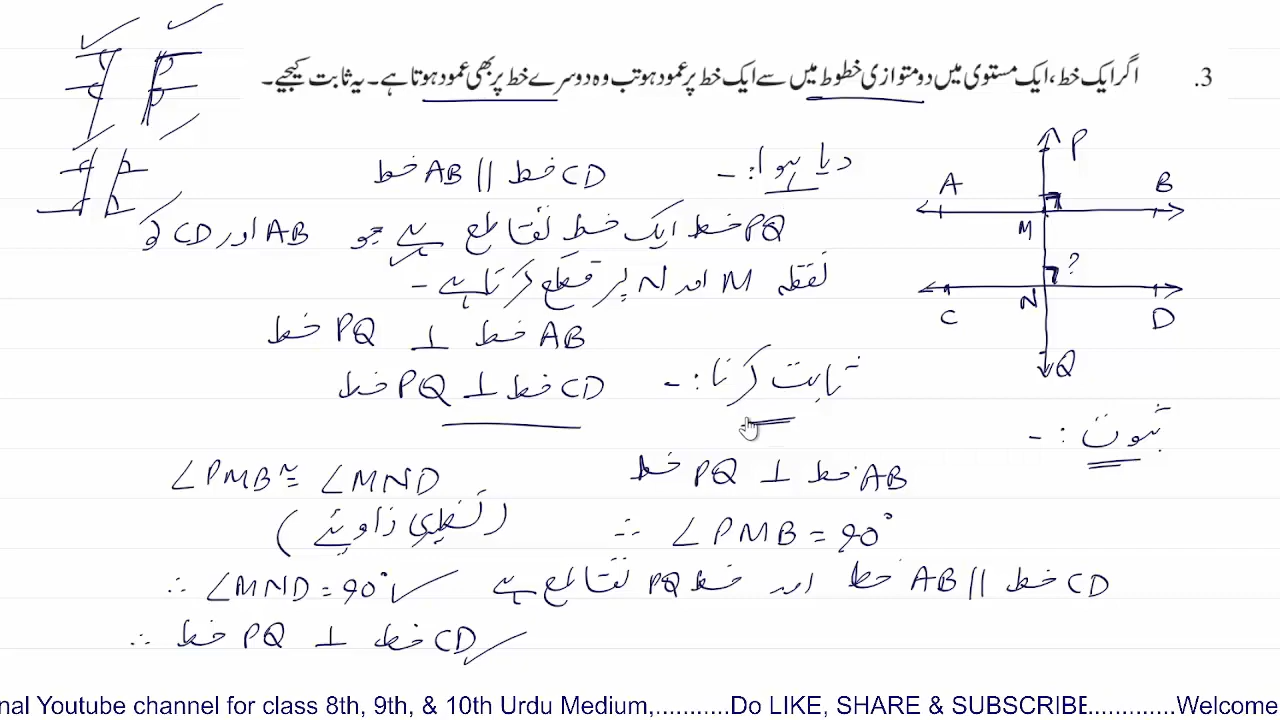 3. اگر ایک خط، ایک مستوی میں دو متوازی خطوط میں سے ایک خط پر عمود ہو تب وہ دوسرے خط پر بھی عمود ہوتا ہے۔ یہ ثابت کیجیے۔
دیا ہوا :- خط AB || خط CD
خط PQ ایک خط تقاطع ہے جو AB اور CD کو
نقطہ M اور N پر قطع کرتا ہے -
خط PQ ⊥ خط AB
ثابت کرنا :- خط PQ ⊥ خط CD
ثبوت :-
خط PQ ⊥ خط AB
∴ ∠PMB = 90°
خط AB || خط CD اور خط PQ تقاطع ہے
∠PMB ≅ ∠MND
(نظیری زاویئے)
∴ ∠MND = 90°
∴ خط PQ ⊥ خط CD
P
A B
M
?
N
C D
Q
nal Youtube channel for class 8th, 9th, & 10th Urdu Medium,...........Do LIKE, SHARE & SUBSCRIBE.............Welcome